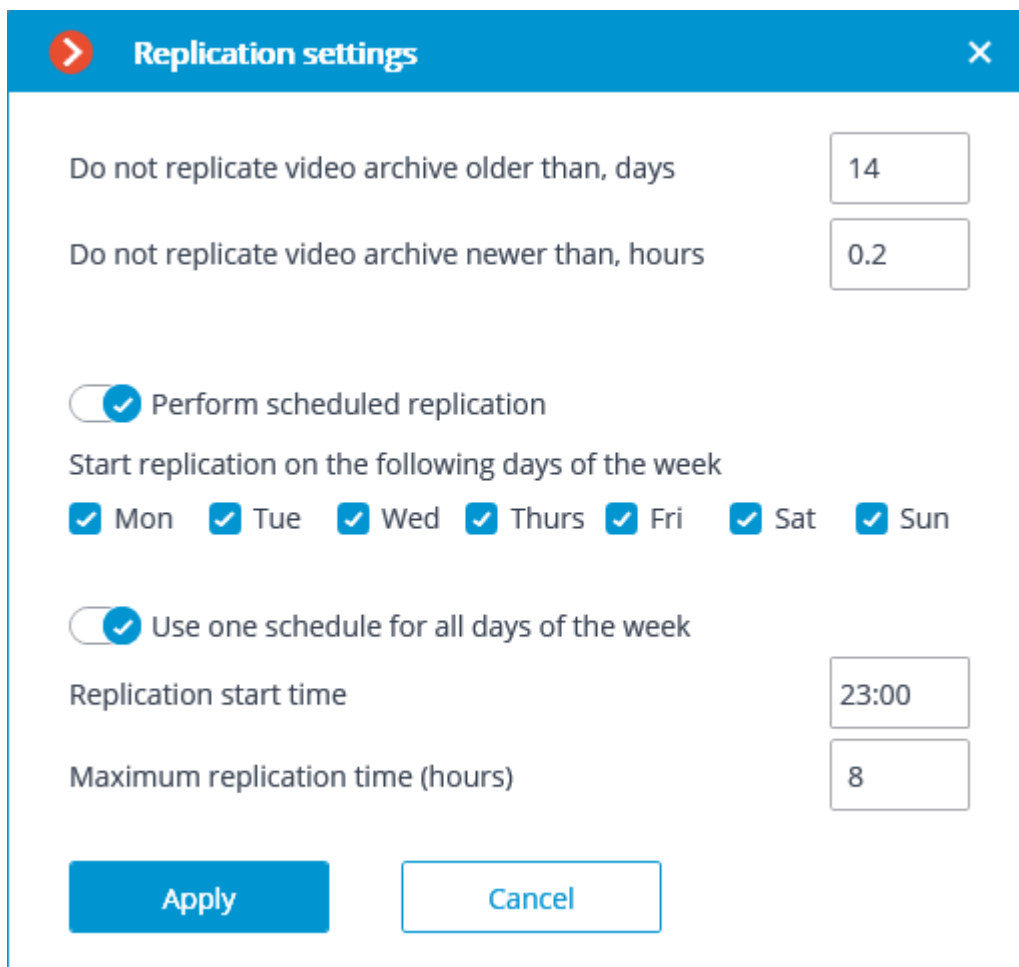 Replication settings
Do not replicate video archive older than, days 14
Do not replicate video archive newer than, hours 0.2
Perform scheduled replication
Start replication on the following days of the week
Mon Tue Wed Thurs Fri Sat Sun
Use one schedule for all days of the week
Replication start time 23:00
Maximum replication time (hours) 8
Apply Cancel